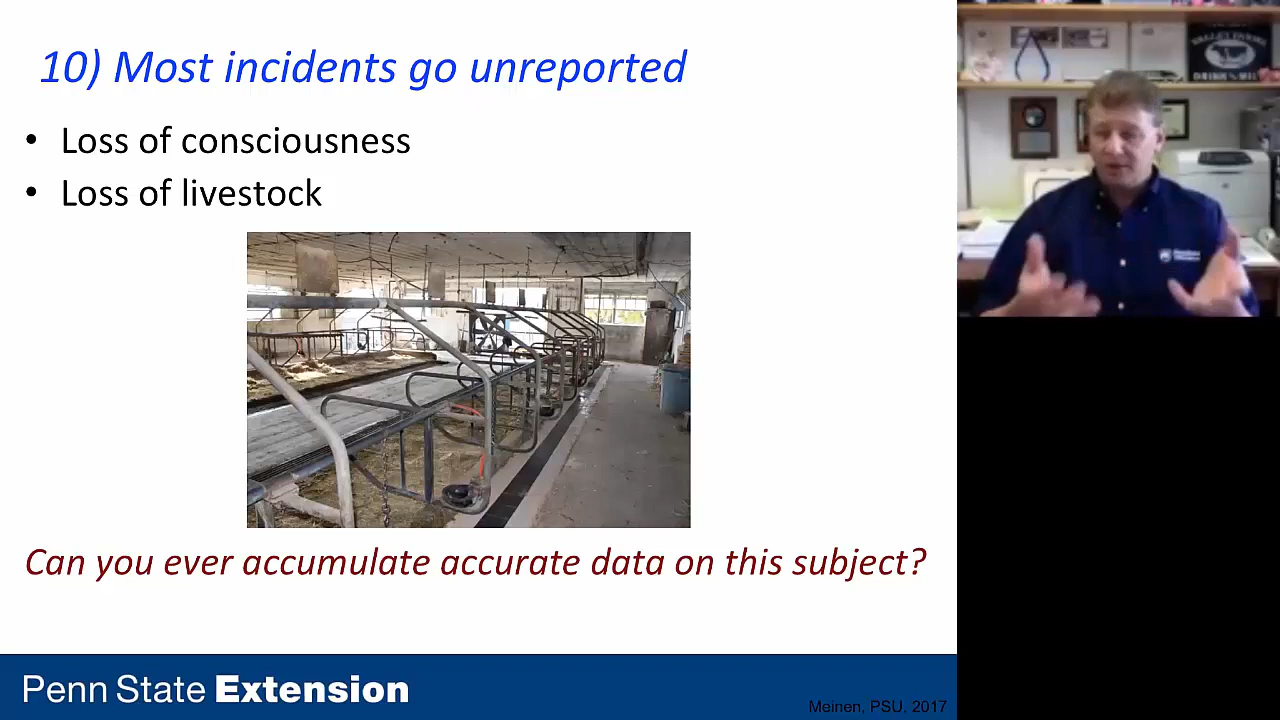 10) Most incidents go unreported
• Loss of consciousness
• Loss of livestock
Can you ever accumulate accurate data on this subject?
Penn State Extension
Meinen, PSU, 2017